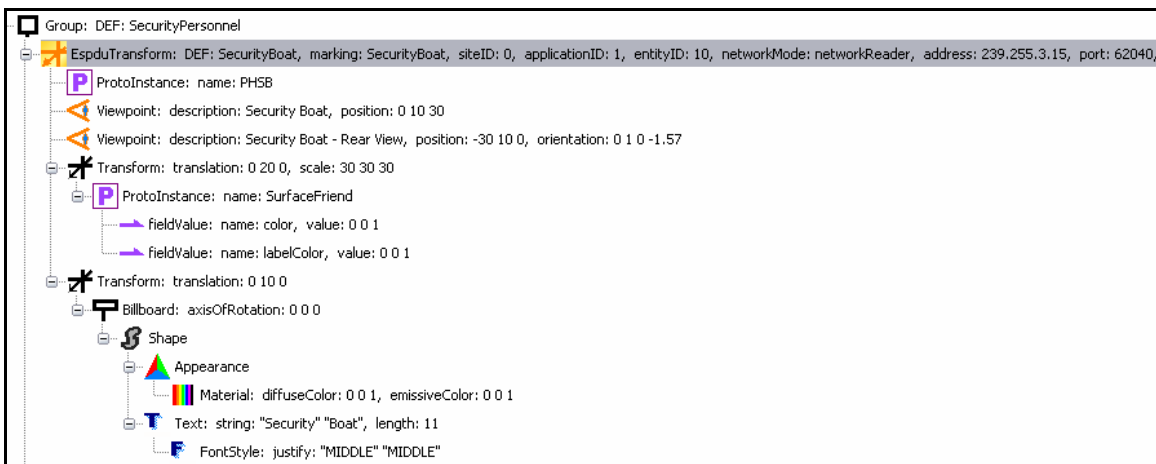 Group: DEF: SecurityPersonnel
EspduTransform: DEF: SecurityBoat, marking: SecurityBoat, siteID: 0, applicationID: 1, entityID: 10, networkMode: networkReader, address: 239.255.3.15, port: 62040,
P ProtoInstance: name: PHSB
Viewpoint: description: Security Boat, position: 0 10 30
Viewpoint: description: Security Boat - Rear View, position: -30 10 0, orientation: 0 1 0 -1.57
Transform: translation: 0 20 0, scale: 30 30 30
P ProtoInstance: name: SurfaceFriend
fieldValue: name: color, value: 0 0 1
fieldValue: name: labelColor, value: 0 0 1
Transform: translation: 0 10 0
Billboard: axisOfRotation: 0 0 0
S Shape
Appearance
Material: diffuseColor: 0 0 1, emissiveColor: 0 0 1
T Text: string: "Security" "Boat", length: 11
F FontStyle: justify: "MIDDLE" "MIDDLE"